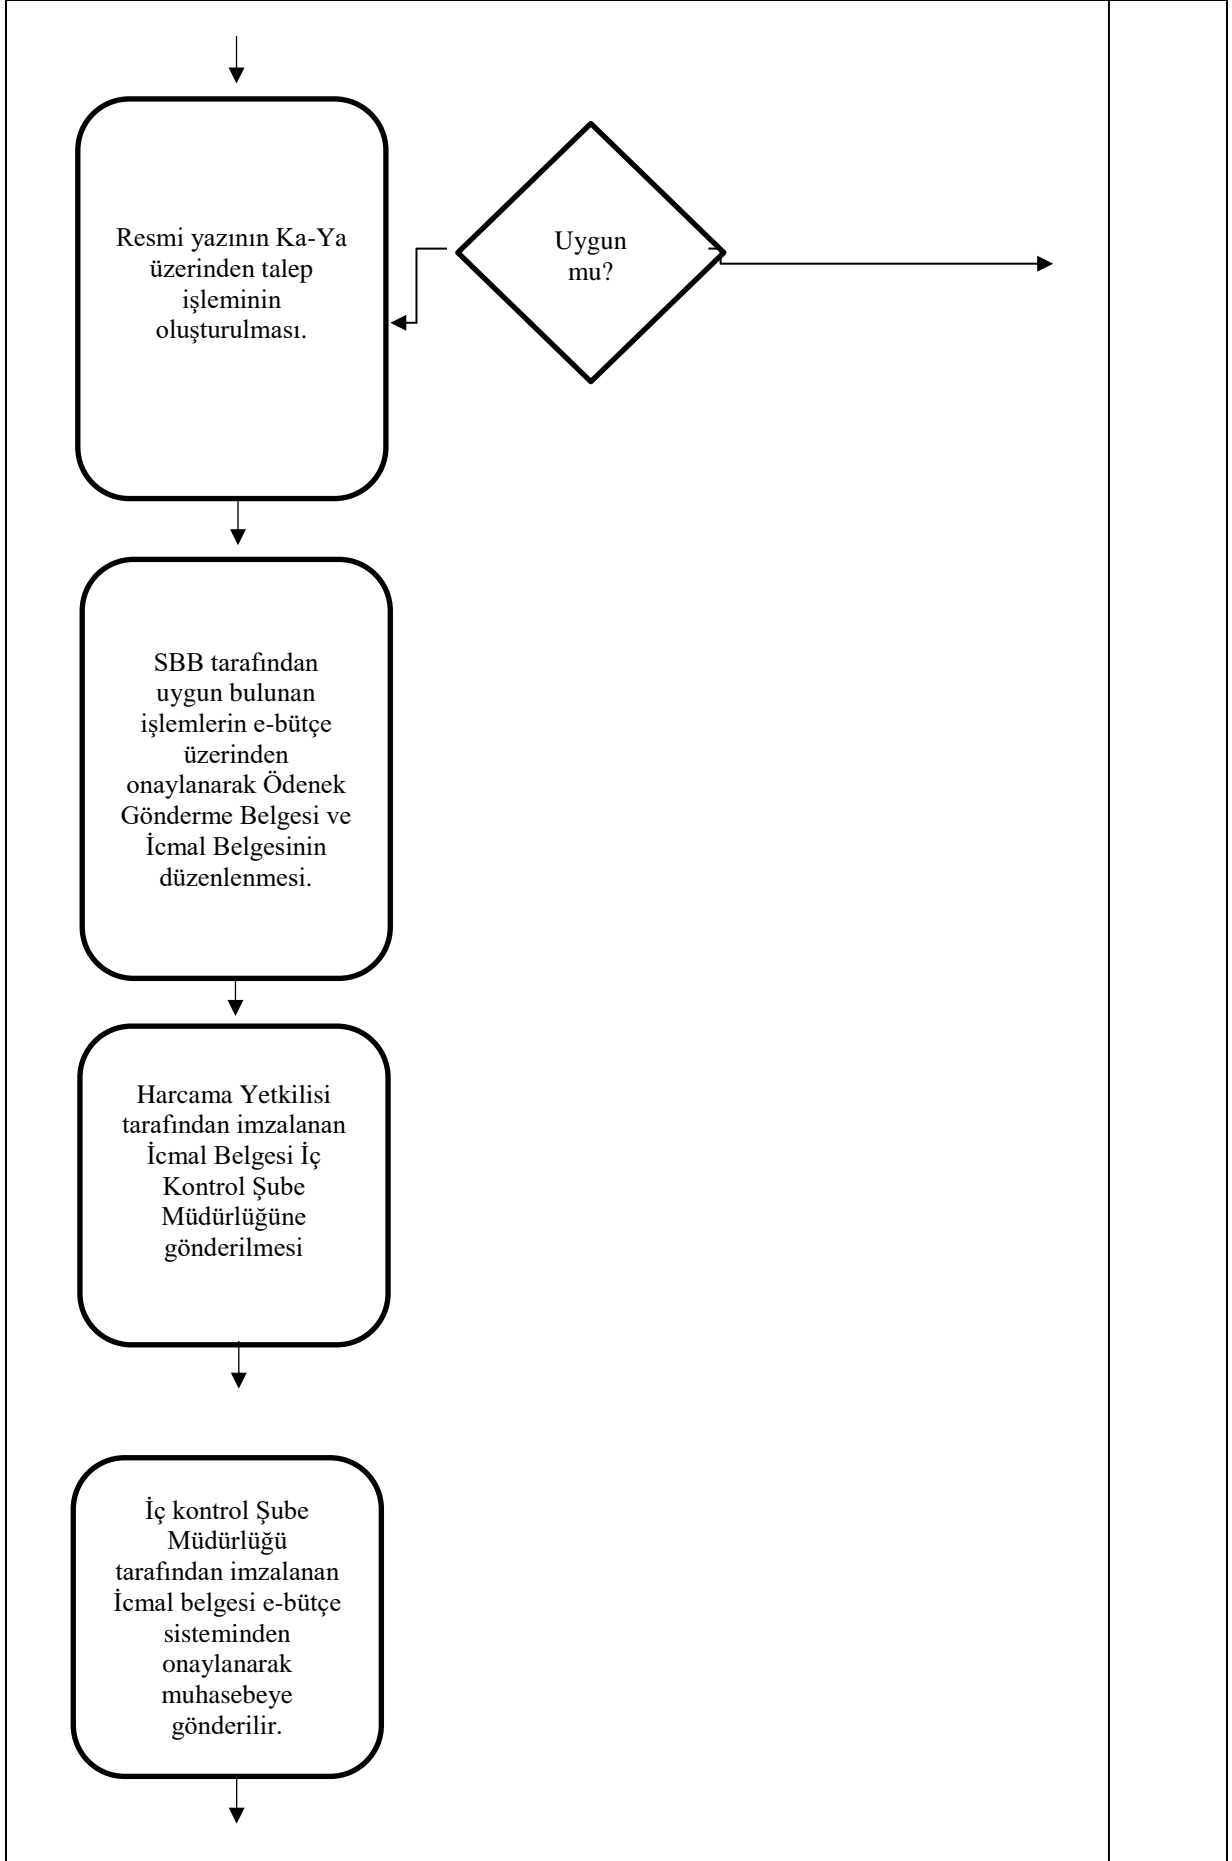 Resmi yazının Ka-Ya
üzerinden talep
işleminin
oluşturulması.
Uygun
mu?
SBB tarafından
uygun bulunan
işlemlerin e-bütçe
üzerinden
onaylanarak Ödenek
Gönderme Belgesi ve
İcmal Belgesinin
düzenlenmesi.
Harcama Yetkilisi
tarafından imzalanan
İcmal Belgesi İç
Kontrol Şube
Müdürlüğüne
gönderilmesi
İç kontrol Şube
Müdürlüğü
tarafından imzalanan
İcmal belgesi e-bütçe
sisteminden
onaylanarak
muhasebeye
gönderilir.